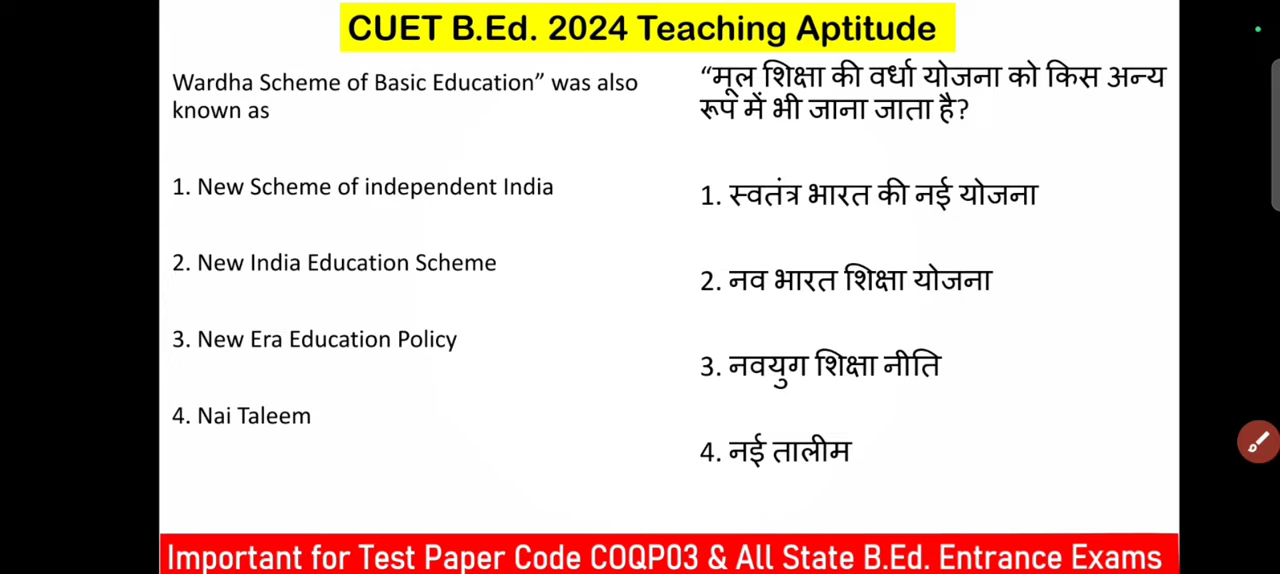 CUET B.Ed. 2024 Teaching Aptitude
Wardha Scheme of Basic Education” was also
known as
1. New Scheme of independent India
2. New India Education Scheme
3. New Era Education Policy
4. Nai Taleem
“मूल शिक्षा की वर्धा योजना को किस अन्य
रूप में भी जाना जाता है?
1. स्वतंत्र भारत की नई योजना
2. नव भारत शिक्षा योजना
3. नवयुग शिक्षा नीति
4. नई तालीम
Important for Test Paper Code COQP03 & All State B.Ed. Entrance Exams